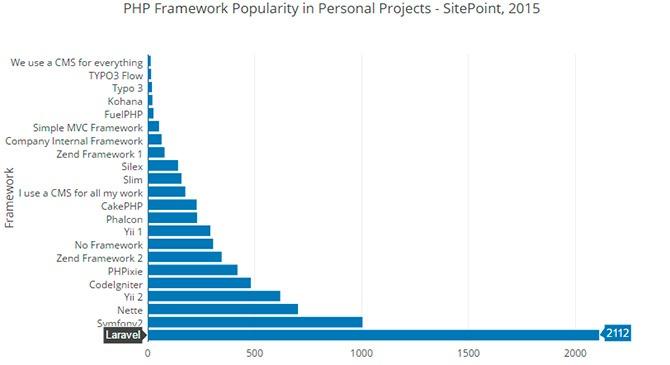 PHP Framework Popularity in Personal Projects - SitePoint, 2015
We use a CMS for everything
TYPO3 Flow
Typo 3
Kohana
FuelPHP
Simple MVC Framework
Company Internal Framework
Zend Framework 1
Silex
Slim
I use a CMS for all my work
CakePHP
Phalcon
Yii 1
No Framework
Zend Framework 2
PHPixie
CodeIgniter
Yii 2
Nette
Symfony2
Laravel
2112
0 500 1000 1500 2000
Framework